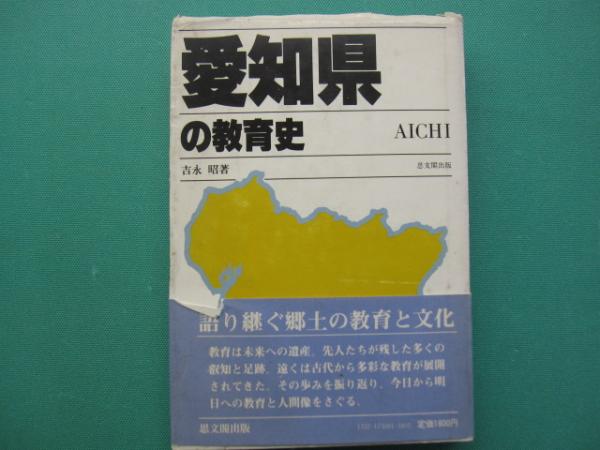 愛知県
の教育史
AICHI
吉永 昭著
思文閣出版
語り継ぐ郷土の教育と文化
教育は未来への遺産。先人たちが残した多くの
叡知と足跡。遠くは古代から多彩な教育が展開
されてきた。その歩みを振り返り、今日から明
日への教育と人間像をさぐる。
思文閣出版
定価1800円